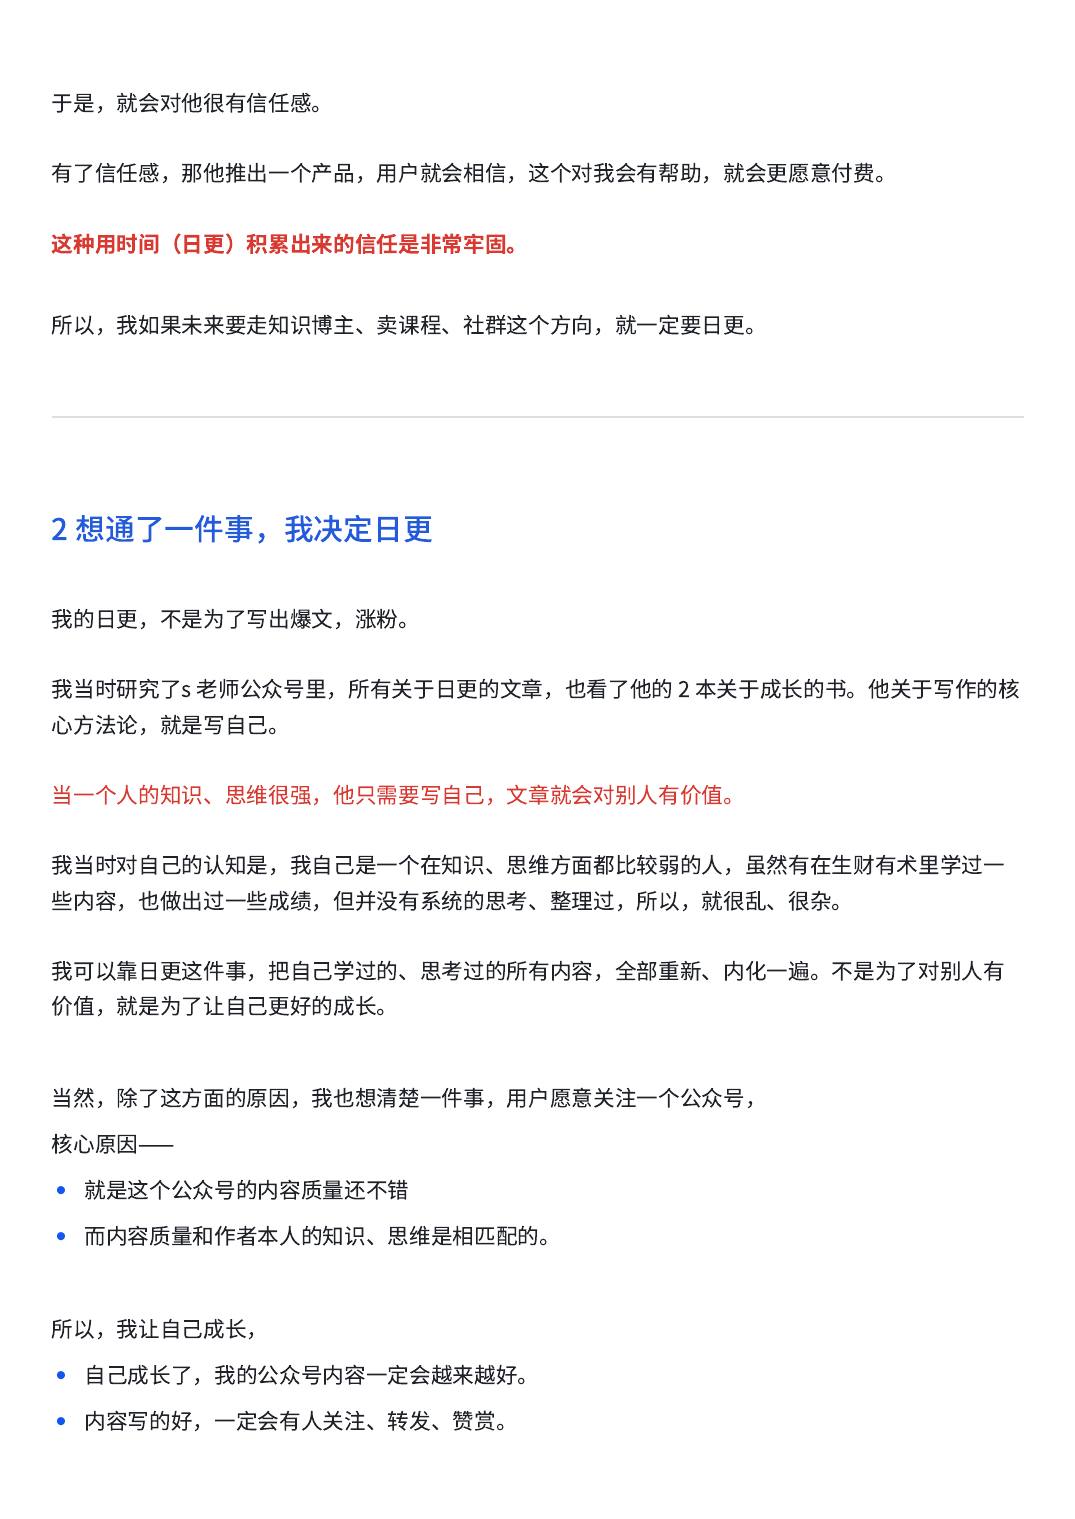 于是，就会对他很有信任感。
有了信任感，那他推出一个产品，用户就会相信，这个对我会有帮助，就会更愿意付费。
这种用时间（日更）积累出来的信任是非常牢固。
所以，我如果未来要走知识博主、卖课程、社群这个方向，就一定要日更。
2 想通了一件事，我决定日更
我的日更，不是为了写出爆文，涨粉。
我当时研究了s 老师公众号里，所有关于日更的文章，也看了他的 2 本关于成长的书。他关于写作的核
心方法论，就是写自己。
当一个人的知识、思维很强，他只需要写自己，文章就会对别人有价值。
我当时对自己的认知是，我自己是一个在知识、思维方面都比较弱的人，虽然有在生财有术里学过一
些内容，也做出过一些成绩，但并没有系统的思考、整理过，所以，就很乱、很杂。
我可以靠日更这件事，把自己学过的、思考过的所有内容，全部重新、内化一遍。不是为了对别人有
价值，就是为了让自己更好的成长。
当然，除了这方面的原因，我也想清楚一件事，用户愿意关注一个公众号，
核心原因——
• 就是这个公众号的内容质量还不错
• 而内容质量和作者本人的知识、思维是相匹配的。
所以，我让自己成长，
• 自己成长了，我的公众号内容一定会越来越好。
• 内容写的好，一定会有人关注、转发、赞赏。